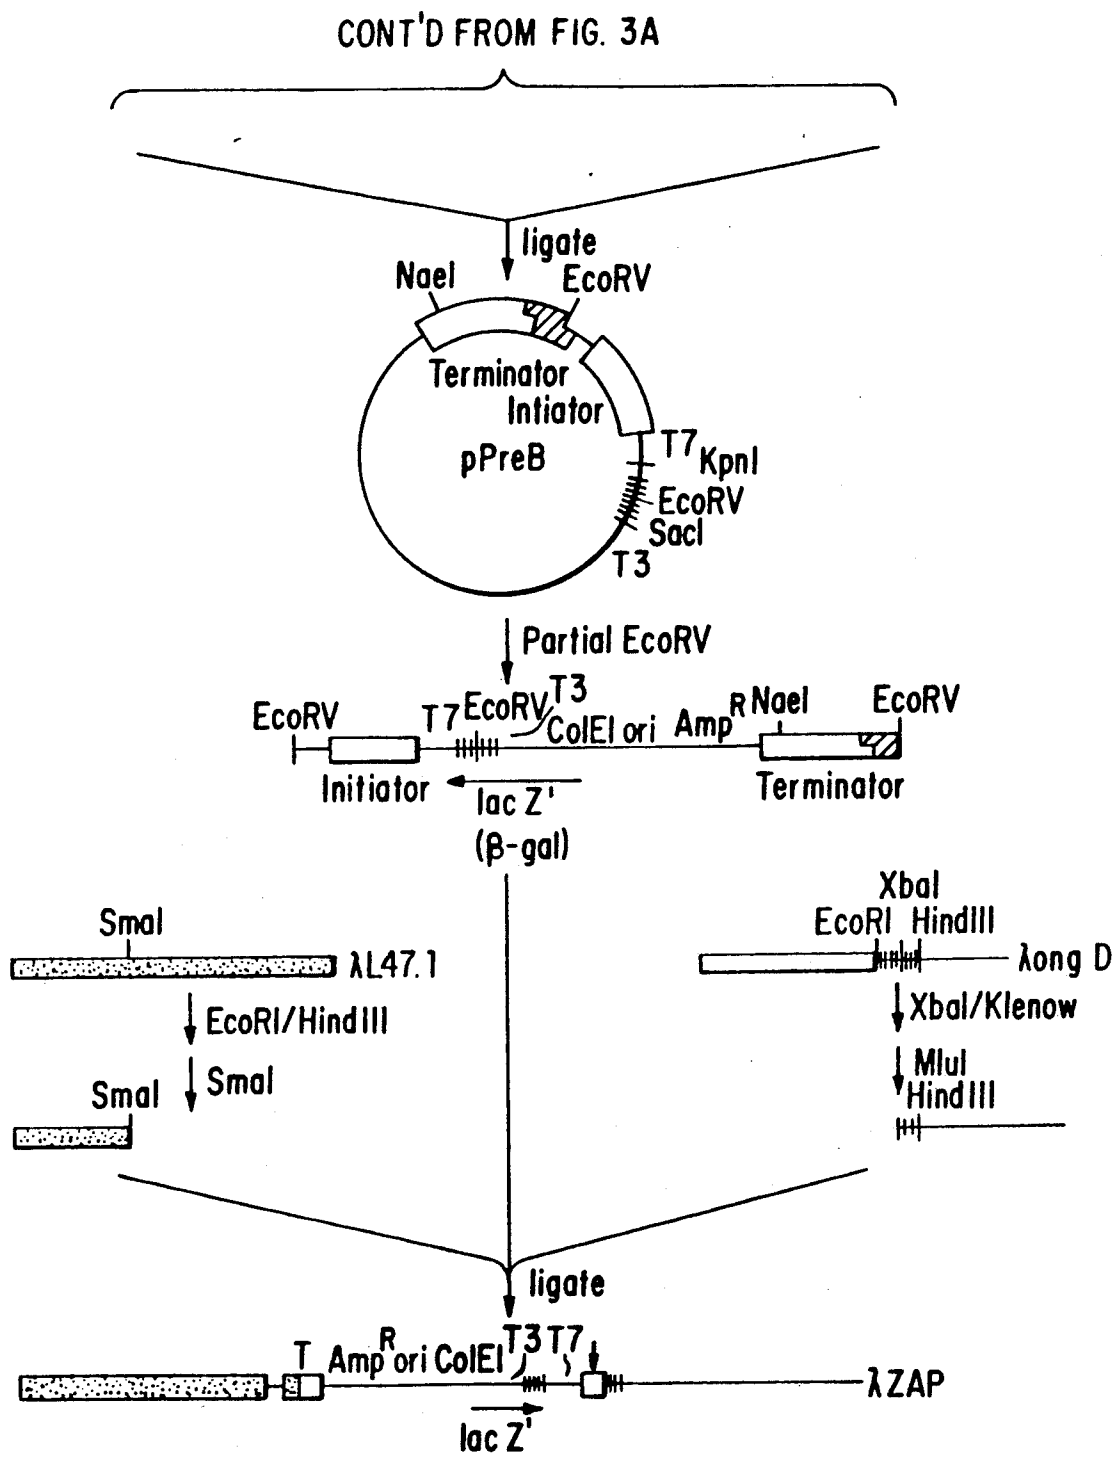 CONT'D FROM FIG. 3A
ligate
NaeI
EcoRV
Terminator
Intiator
pPreB
T7
KpnI
EcoRV
SacI
T3
Partial EcoRV
EcoRV
T7
EcoRV
T3
ColEI ori
Amp R
NaeI
EcoRV
Initiator
lac Z'
(β-gal)
Terminator
SmaI
λL47.1
EcoRI/HindIII
SmaI
SmaI
XbaI
EcoRI
HindIII
λong D
XbaI/Klenow
MluI
HindIII
ligate
T
Amp R ori ColEI
T3
T7
λZAP
lac Z'